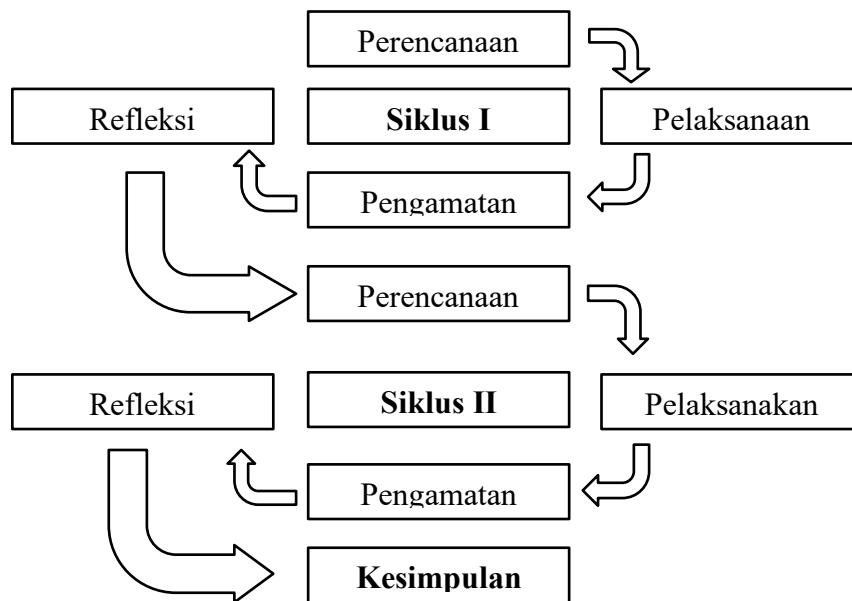 Perencanaan
Refleksi
Siklus I
Pelaksanaan
Pengamatan
Perencanaan
Refleksi
Siklus II
Pelaksanakan
Pengamatan
Kesimpulan